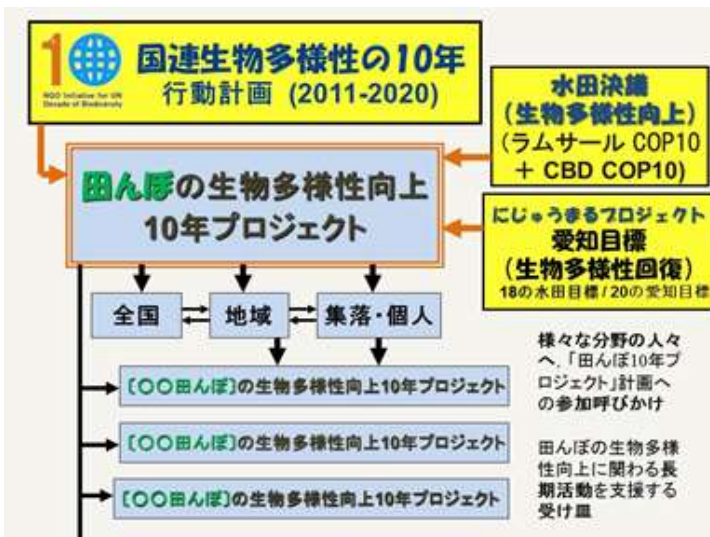 10
NGO Initiative for UN
Decade of Biodiversity
国連生物多様性の10年
行動計画 (2011-2020)
水田決議
(生物多様性向上)
(ラムサール COP10
+ CBD COP10)
田んぼの生物多様性向上
10年プロジェクト
にじゅうまるプロジェクト
愛知目標
(生物多様性回復)
18の水田目標/20の愛知目標
全国
地域
集落・個人
様々な分野の人々
へ、「田んぼ10年プ
ロジェクト」計画へ
の参加呼びかけ
〔〇〇田んぼ〕の生物多様性向上10年プロジェクト
〔〇〇田んぼ〕の生物多様性向上10年プロジェクト
〔〇〇田んぼ〕の生物多様性向上10年プロジェクト
田んぼの生物多様
性向上に関わる長
期活動を支援する
受け皿